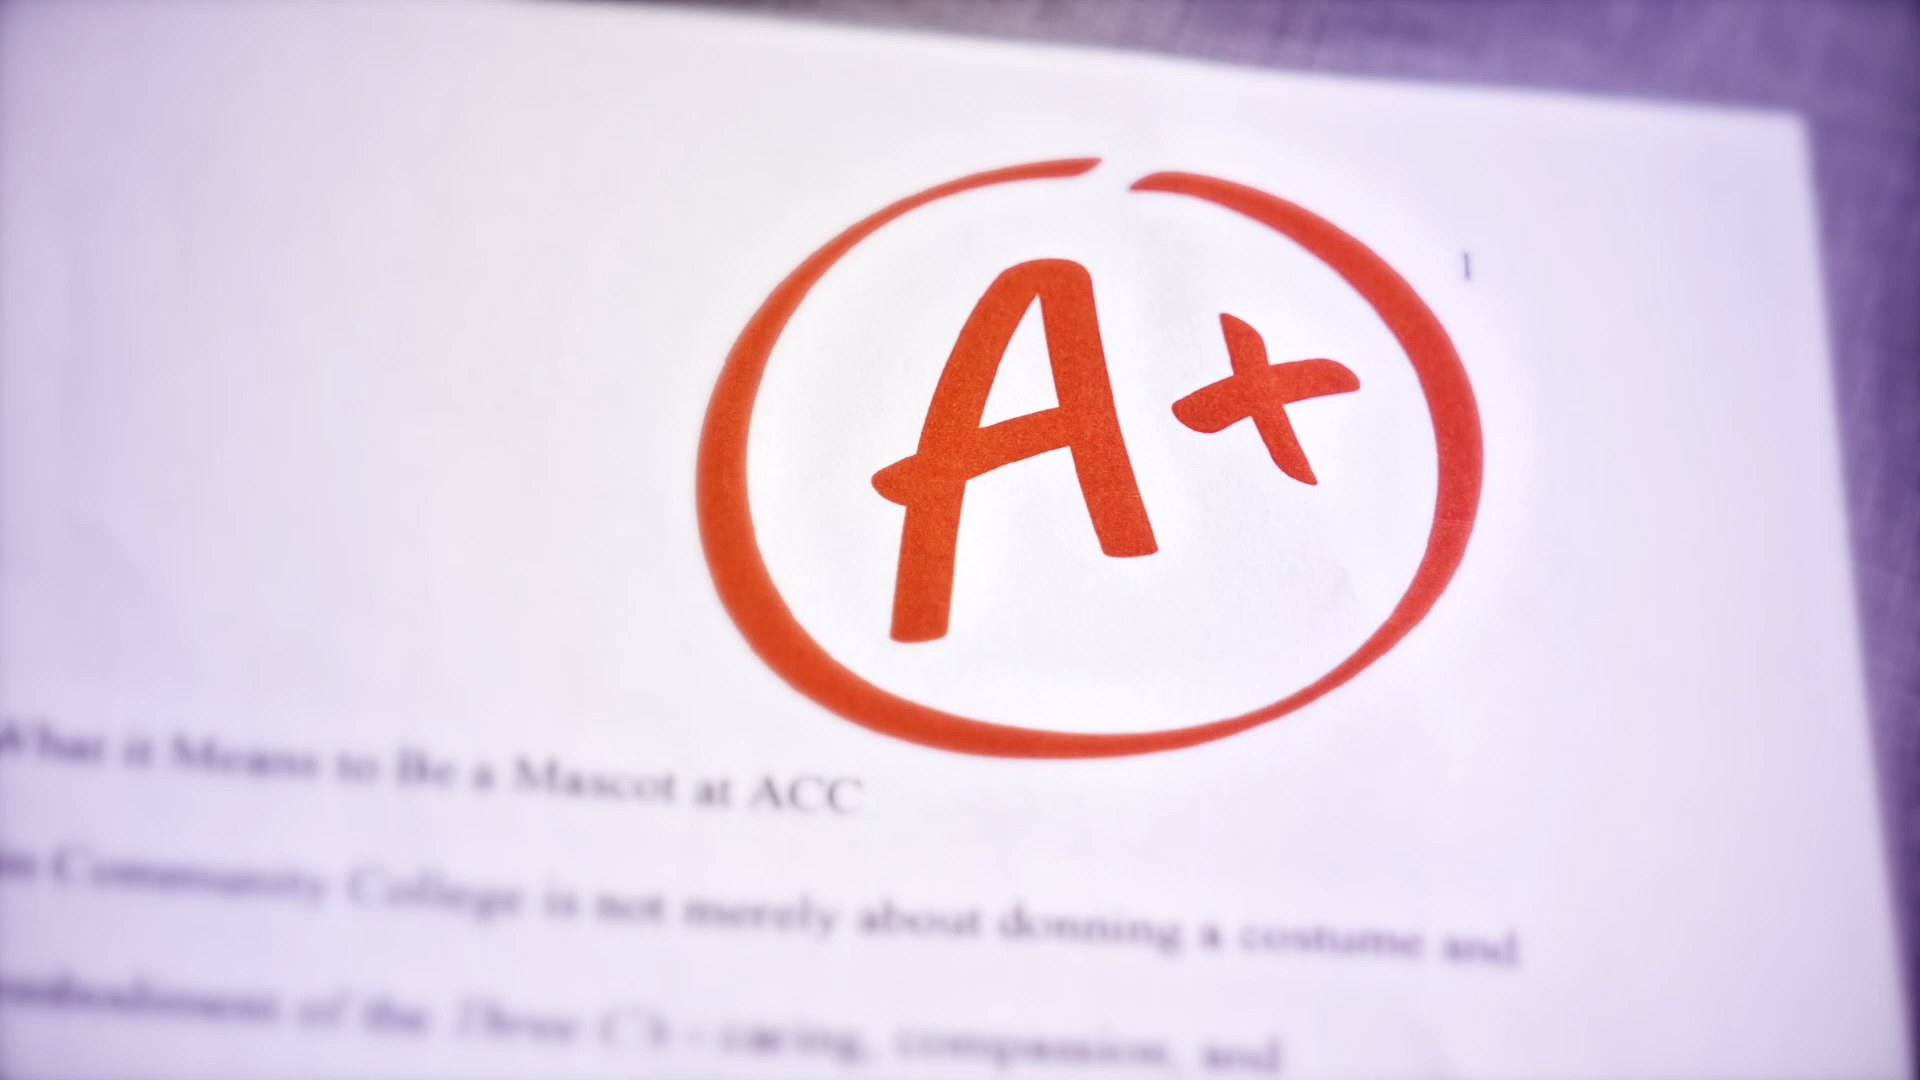 1
A+
What it Means to Be a Mascot at ACC
Community College is not merely about donning a costume and
embodiment of the Three C's - caring, compassion, and